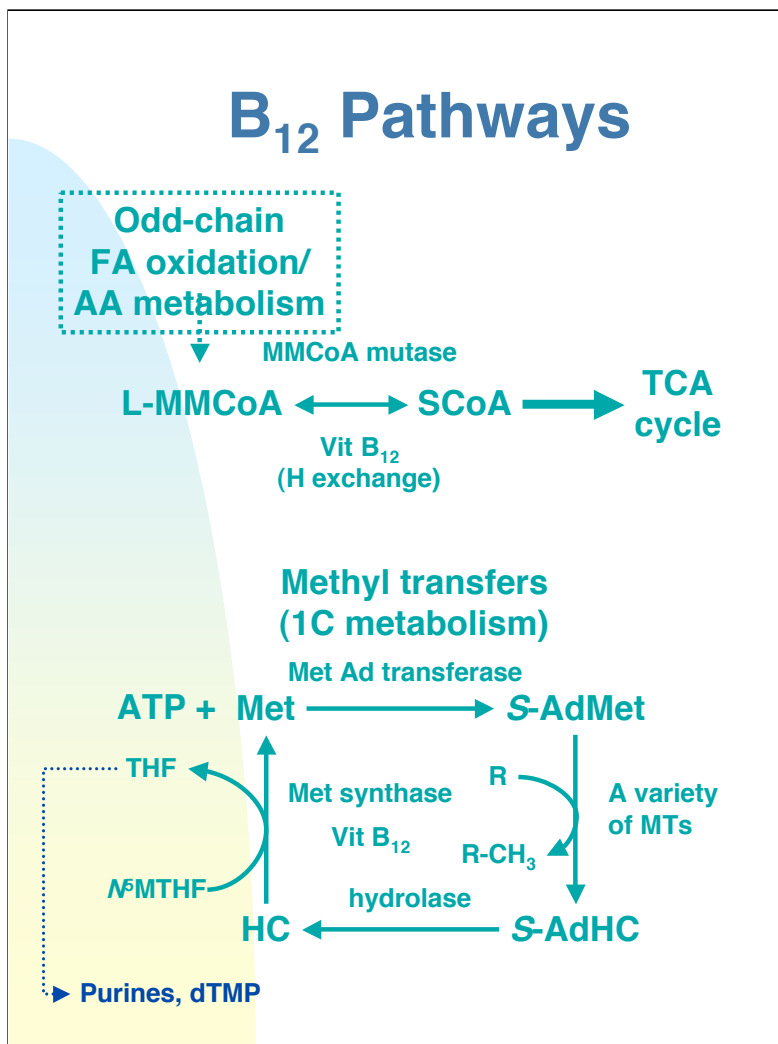 B₁₂ Pathways
Odd-chain
FA oxidation/
AA metabolism
MMCoA mutase
L-MMCoA
SCoA
TCA
cycle
Vit B₁₂
(H exchange)
Methyl transfers
(1C metabolism)
Met Ad transferase
ATP + Met
S-AdMet
THF
Met synthase
Vit B₁₂
R
A variety
of MTs
R-CH₃
N⁵MTHF
hydrolase
HC
S-AdHC
Purines, dTMP